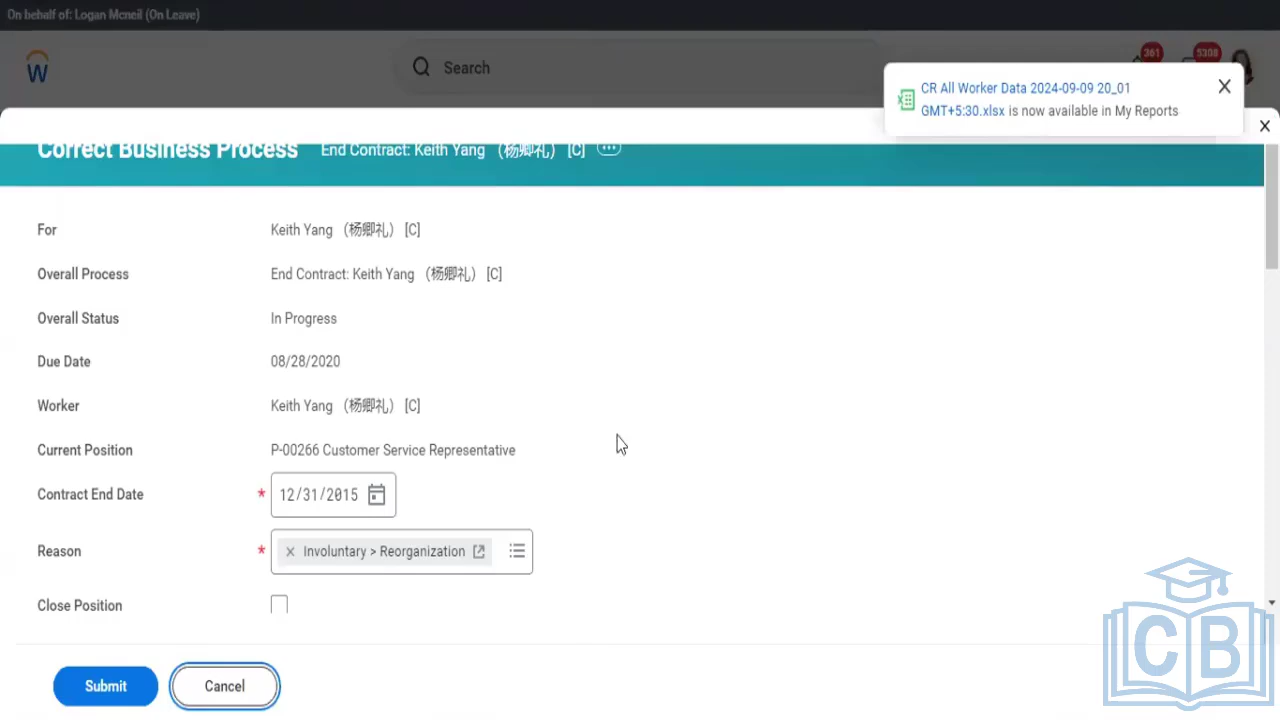 On behalf of: Logan Mcneil (On Leave)
W
Search
261
5308
CR All Worker Data 2024-09-09 20_01
GMT+5:30.xlsx is now available in My Reports
Correct Business Process End Contract: Keith Yang （杨卿礼） [C]
For Keith Yang （杨卿礼） [C]
Overall Process End Contract: Keith Yang （杨卿礼） [C]
Overall Status In Progress
Due Date 08/28/2020
Worker Keith Yang （杨卿礼） [C]
Current Position P-00266 Customer Service Representative
Contract End Date * 12/31/2015
Reason * Involuntary > Reorganization
Close Position
Submit Cancel
CB